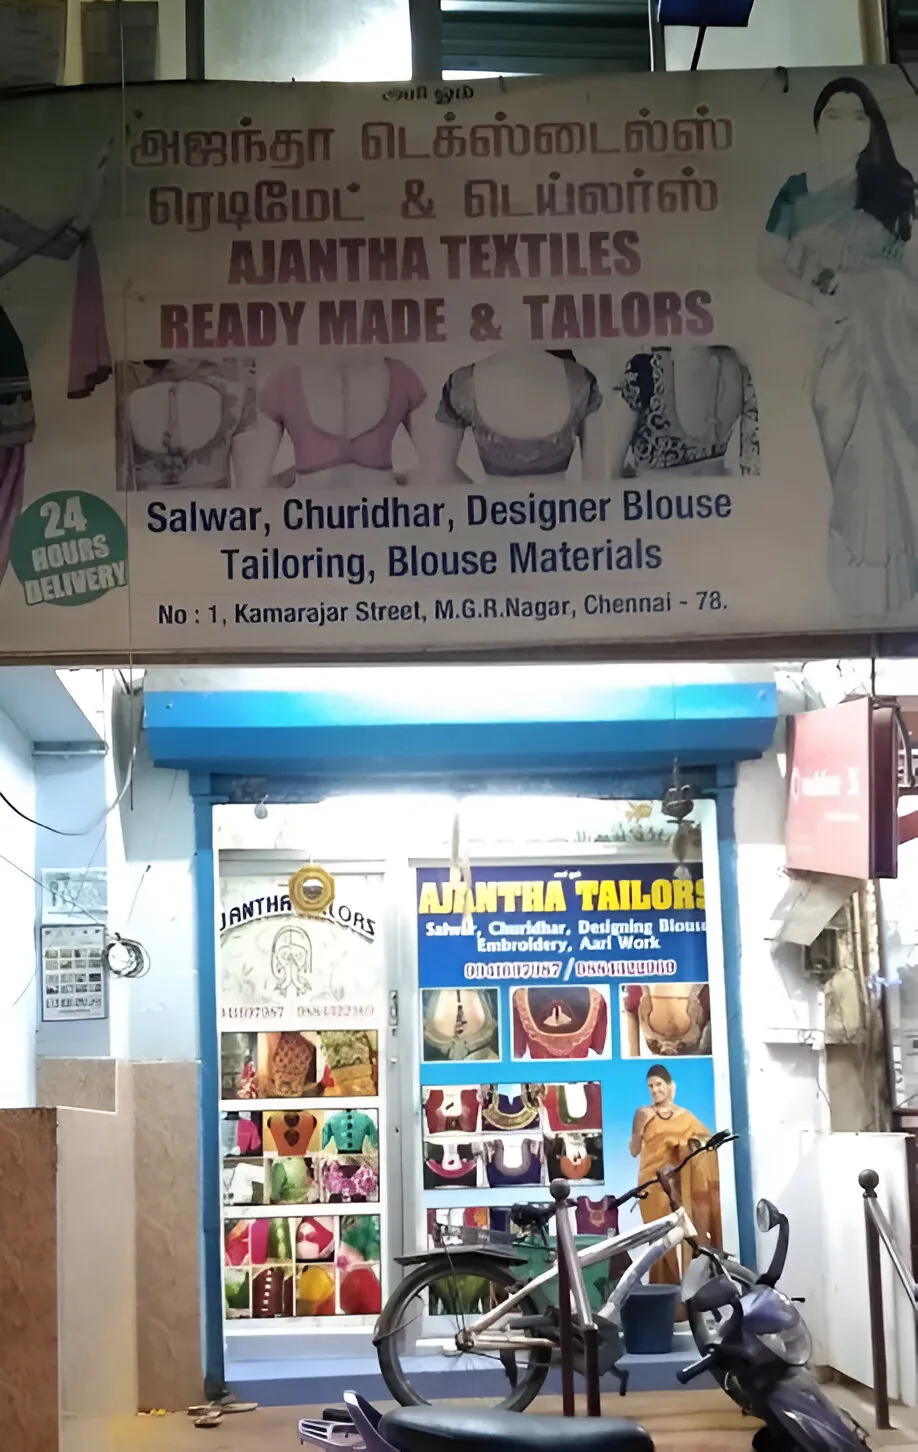 அரி ஓம்
அஜந்தா டெக்ஸ்டைல்ஸ்
ரெடிமேட் & டெய்லர்ஸ்
AJANTHA TEXTILES
READY MADE & TAILORS
24
HOURS
DELIVERY
Salwar, Churidhar, Designer Blouse
Tailoring, Blouse Materials
No : 1, Kamarajar Street, M.G.R.Nagar, Chennai - 78.
AJANTHA TAILORS
Salwar, Churidhar, Designing Blouse
Embroidery, Aari Work